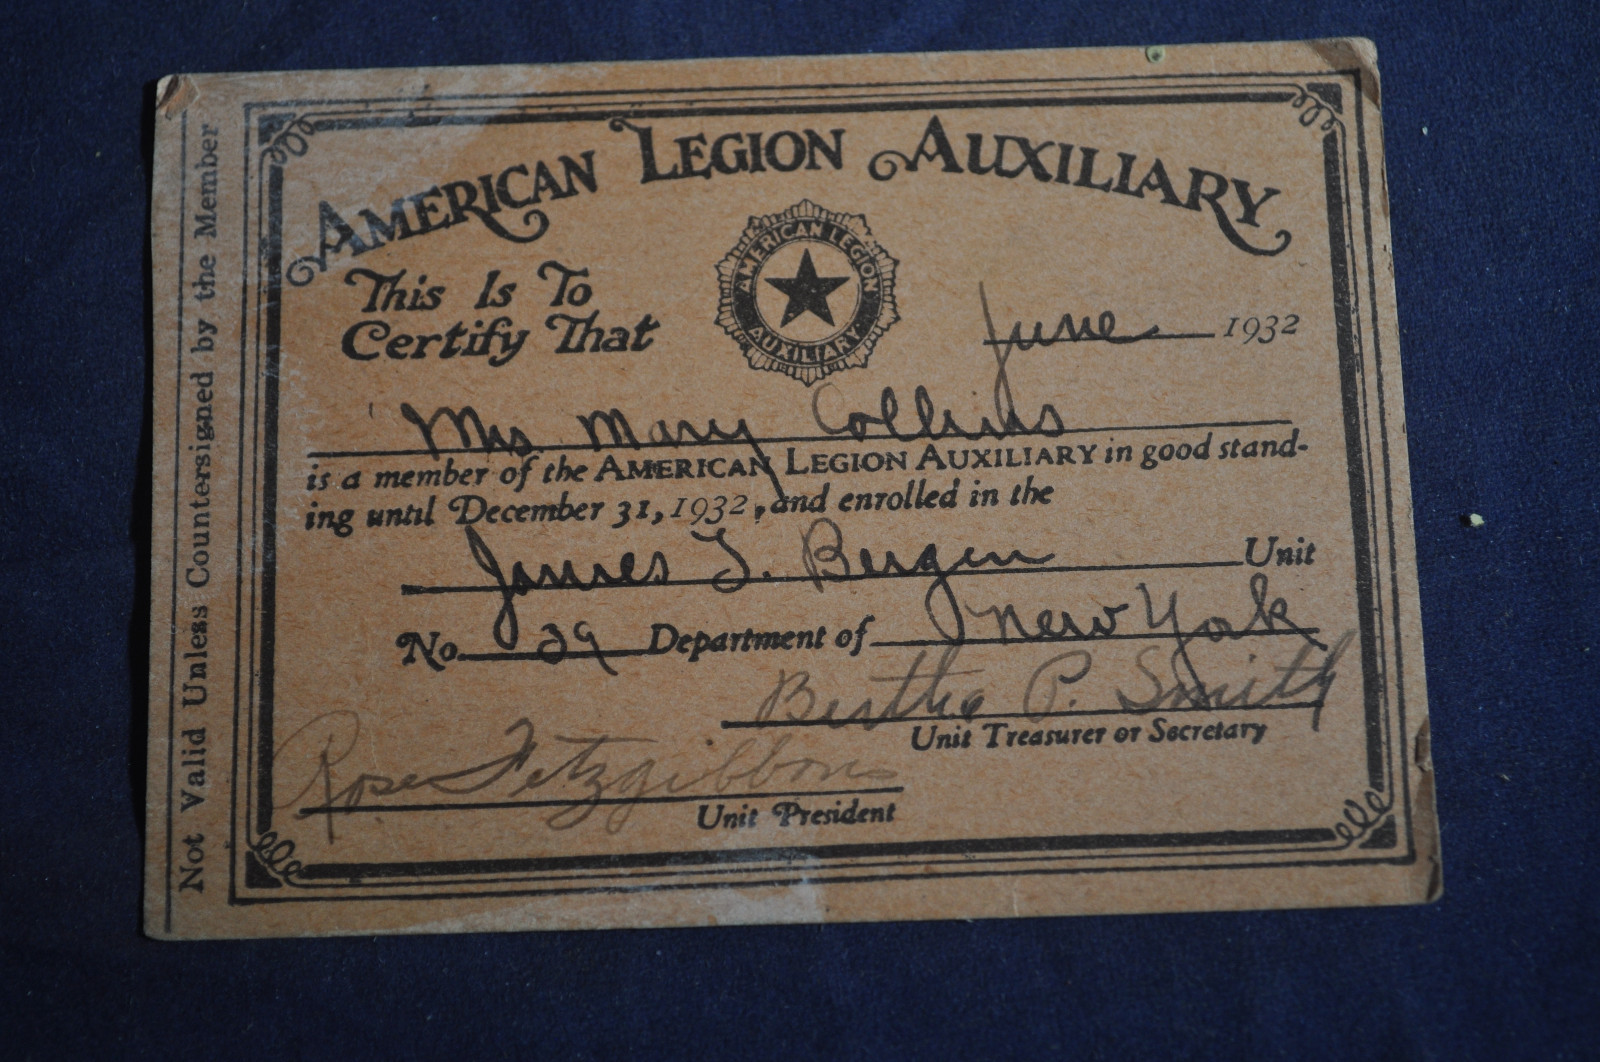 AMERICAN LEGION AUXILIARY
AMERICAN LEGION
AUXILIARY
This Is To
Certify That
June 1932
Mrs Mary Collins
is a member of the AMERICAN LEGION AUXILIARY in good stand-
ing until December 31, 1932, and enrolled in the
James J. Bergen Unit
No. 39 Department of New York
Bertha P. Smith
Unit Treasurer or Secretary
Rose Fitzgibbons
Unit President
Not Valid Unless Countersigned by the Member